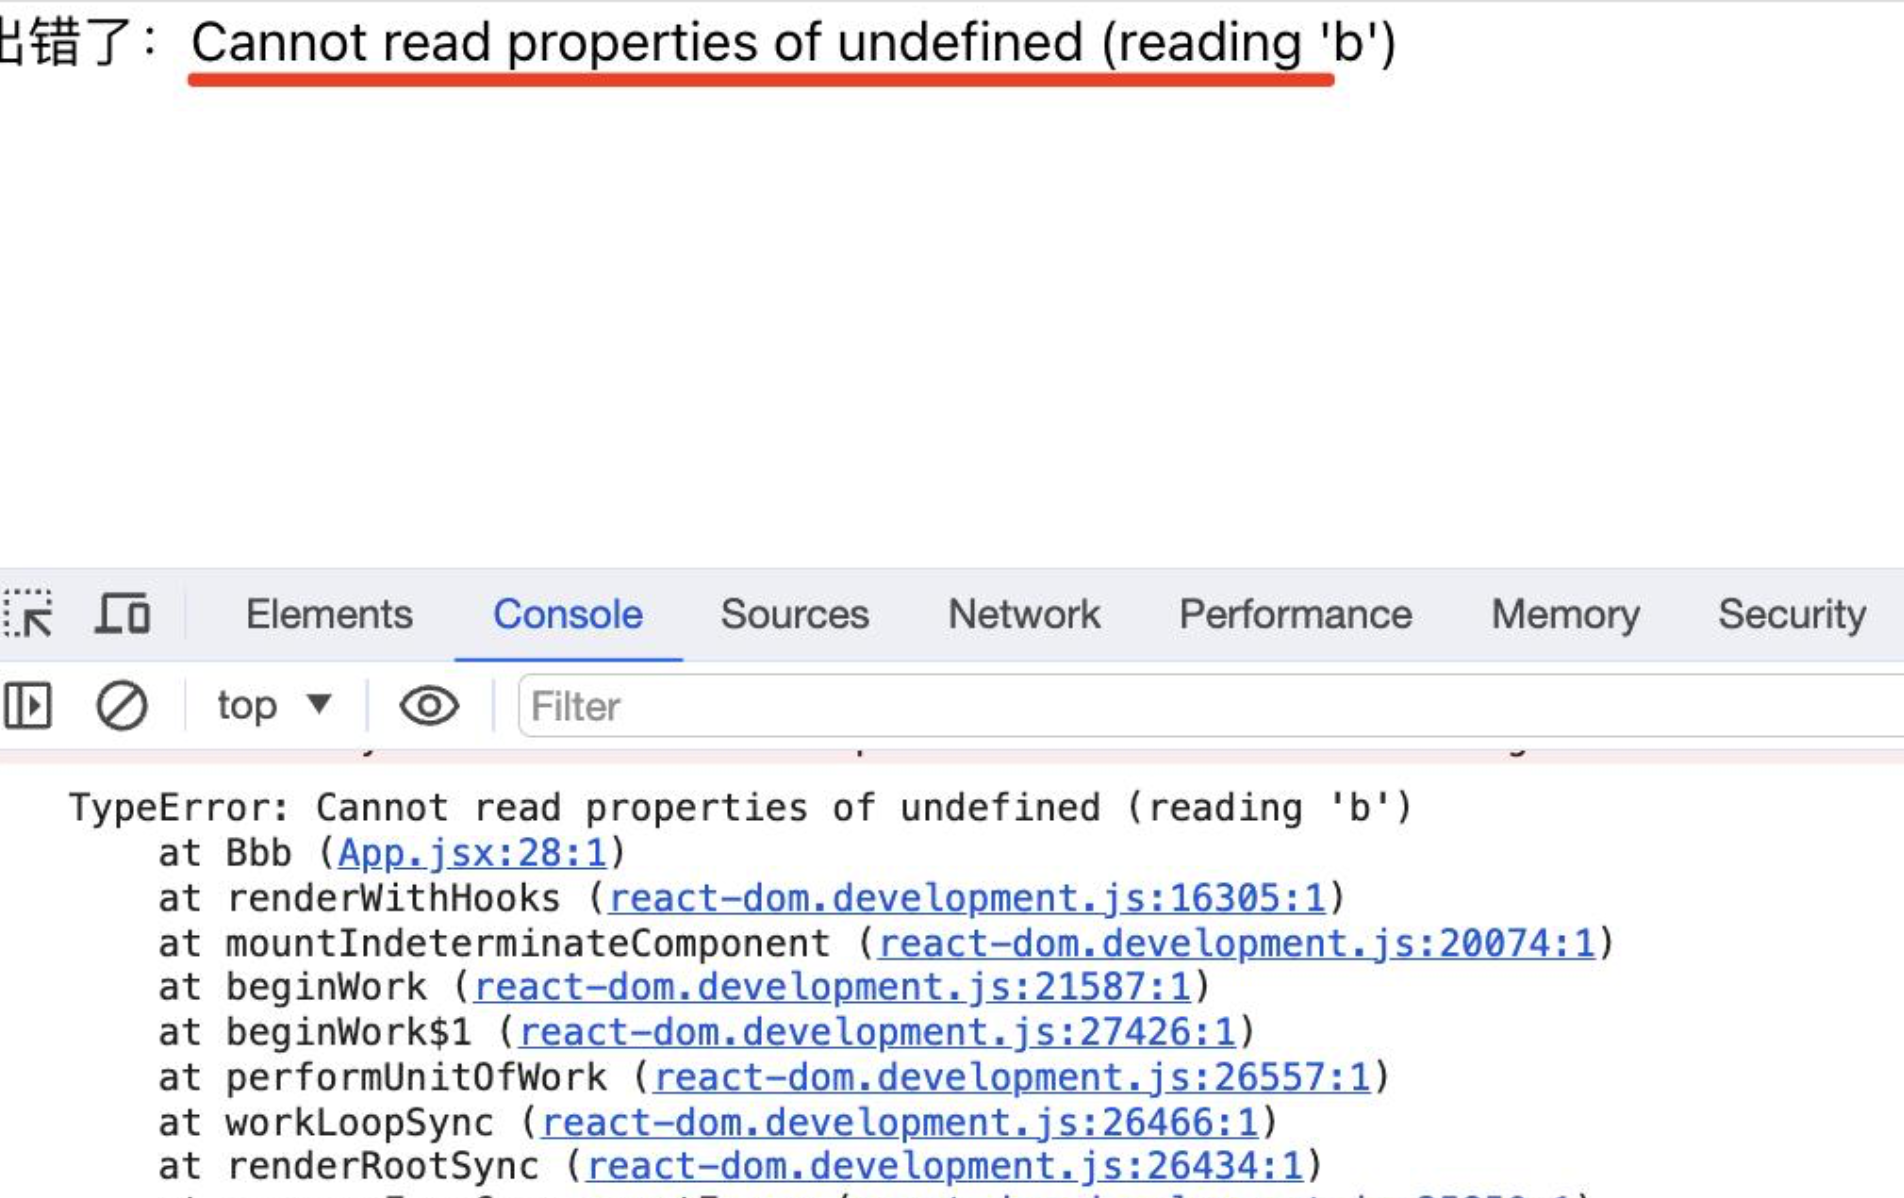 出错了：Cannot read properties of undefined (reading 'b')
Elements Console Sources Network Performance Memory Security
top ▼ Filter
TypeError: Cannot read properties of undefined (reading 'b')
at Bbb (App.jsx:28:1)
at renderWithHooks (react-dom.development.js:16305:1)
at mountIndeterminateComponent (react-dom.development.js:20074:1)
at beginWork (react-dom.development.js:21587:1)
at beginWork$1 (react-dom.development.js:27426:1)
at performUnitOfWork (react-dom.development.js:26557:1)
at workLoopSync (react-dom.development.js:26466:1)
at renderRootSync (react-dom.development.js:26434:1)